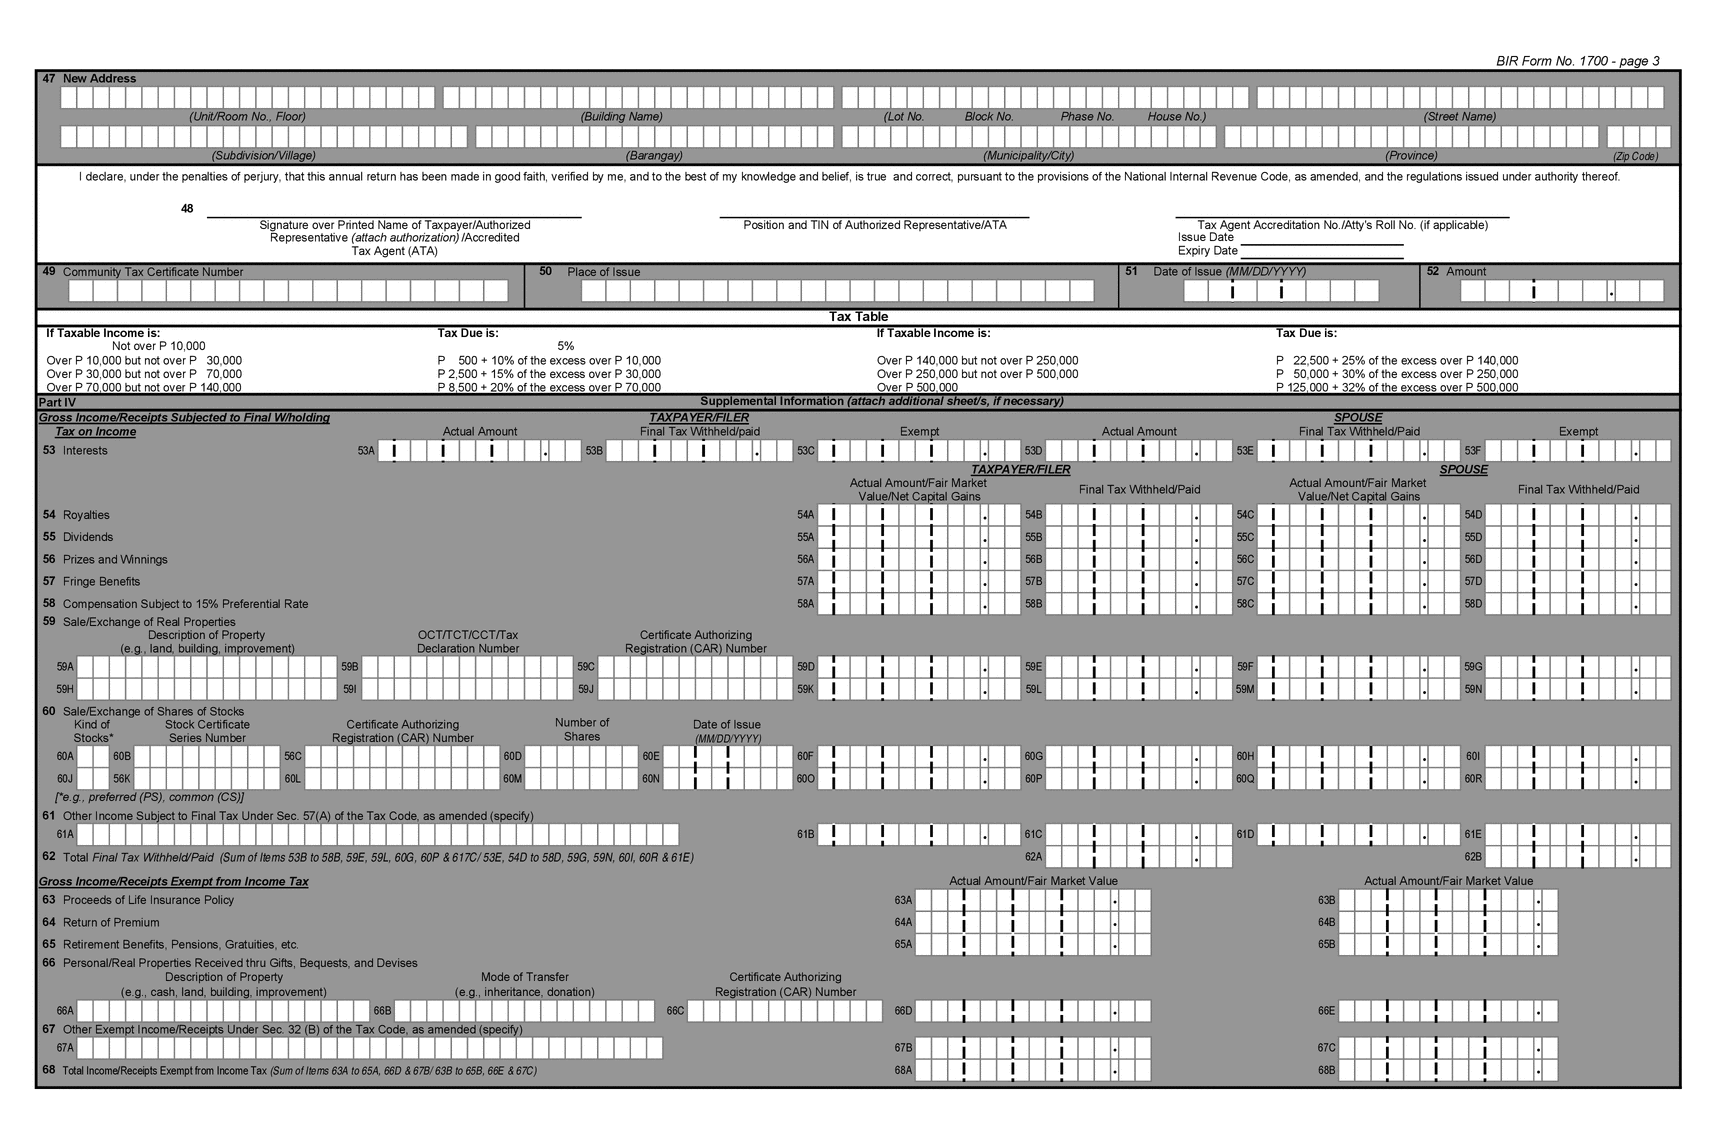 BIR Form No. 1700 - page 3
47 New Address
(Unit/Room No., Floor) (Building Name) (Lot No. Block No. Phase No. House No.) (Street Name)
(Subdivision/Village) (Barangay) (Municipality/City) (Province) (Zip Code)
I declare, under the penalties of perjury, that this annual return has been made in good faith, verified by me, and to the best of my knowledge and belief, is true and correct, pursuant to the provisions of the National Internal Revenue Code, as amended, and the regulations issued under authority thereof.
48
Signature over Printed Name of Taxpayer/Authorized Position and TIN of Authorized Representative/ATA Tax Agent Accreditation No./Atty's Roll No. (if applicable)
Representative (attach authorization) /Accredited Issue Date
Tax Agent (ATA) Expiry Date
49 Community Tax Certificate Number 50 Place of Issue 51 Date of Issue (MM/DD/YYYY) 52 Amount
Tax Table
If Taxable Income is: Tax Due is: If Taxable Income is: Tax Due is:
Not over P 10,000 5%
Over P 10,000 but not over P 30,000 P 500 + 10% of the excess over P 10,000 Over P 140,000 but not over P 250,000 P 22,500 + 25% of the excess over P 140,000
Over P 30,000 but not over P 70,000 P 2,500 + 15% of the excess over P 30,000 Over P 250,000 but not over P 500,000 P 50,000 + 30% of the excess over P 250,000
Over P 70,000 but not over P 140,000 P 8,500 + 20% of the excess over P 70,000 Over P 500,000 P 125,000 + 32% of the excess over P 500,000
Part IV Supplemental Information (attach additional sheet/s, if necessary)
Gross Income/Receipts Subjected to Final W/holding TAXPAYER/FILER SPOUSE
Tax on Income Actual Amount Final Tax Withheld/paid Exempt Actual Amount Final Tax Withheld/Paid Exempt
53 Interests 53A 53B 53C 53D 53E 53F
TAXPAYER/FILER SPOUSE
Actual Amount/Fair Market Final Tax Withheld/Paid Actual Amount/Fair Market Final Tax Withheld/Paid
Value/Net Capital Gains Value/Net Capital Gains
54 Royalties 54A 54B 54C 54D
55 Dividends 55A 55B 55C 55D
56 Prizes and Winnings 56A 56B 56C 56D
57 Fringe Benefits 57A 57B 57C 57D
58 Compensation Subject to 15% Preferential Rate 58A 58B 58C 58D
59 Sale/Exchange of Real Properties
Description of Property OCT/TCT/CCT/Tax Certificate Authorizing
(e.g., land, building, improvement) Declaration Number Registration (CAR) Number
59A 59B 59C 59D 59E 59F 59G
59H 59I 59J 59K 59L 59M 59N
60 Sale/Exchange of Shares of Stocks
Kind of Stock Certificate Certificate Authorizing Number of Date of Issue
Stocks* Series Number Registration (CAR) Number Shares (MM/DD/YYYY)
60A 60B 56C 60D 60E 60F 60G 60H 60I
60J 56K 60L 60M 60N 60O 60P 60Q 60R
[*e.g., preferred (PS), common (CS)]
61 Other Income Subject to Final Tax Under Sec. 57(A) of the Tax Code, as amended (specify)
61A 61B 61C 61D 61E
62 Total Final Tax Withheld/Paid (Sum of Items 53B to 58B, 59E, 59L, 60G, 60P & 617C/ 53E, 54D to 58D, 59G, 59N, 60I, 60R & 61E) 62A 62B
Gross Income/Receipts Exempt from Income Tax Actual Amount/Fair Market Value Actual Amount/Fair Market Value
63 Proceeds of Life Insurance Policy 63A 63B
64 Return of Premium 64A 64B
65 Retirement Benefits, Pensions, Gratuities, etc. 65A 65B
66 Personal/Real Properties Received thru Gifts, Bequests, and Devises
Description of Property Mode of Transfer Certificate Authorizing
(e.g., cash, land, building, improvement) (e.g., inheritance, donation) Registration (CAR) Number
66A 66B 66C 66D 66E
67 Other Exempt Income/Receipts Under Sec. 32 (B) of the Tax Code, as amended (specify)
67A 67B 67C
68 Total Income/Receipts Exempt from Income Tax (Sum of Items 63A to 65A, 66D & 67B/ 63B to 65B, 66E & 67C) 68A 68B